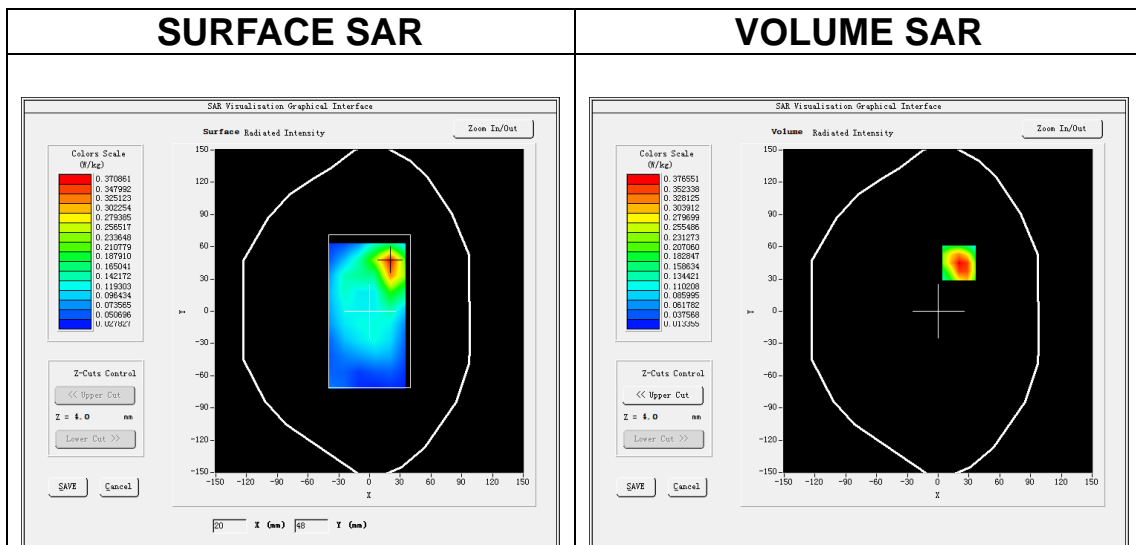 SURFACE SAR
VOLUME SAR
SAR Visualisation Graphical Interface
Surface Radiated Intensity
Zoom In/Out
Colors Scale
(W/kg)
0.370861
0.347992
0.325123
0.302254
0.279385
0.256517
0.233648
0.210779
0.187910
0.165041
0.142172
0.119303
0.096434
0.073565
0.050696
0.027827
Z-Cuts Control
<< Upper Cut
Z = 4.0 mm
Lower Cut >>
SAVE Cancel
150
120
90
60
30
0
-30
-60
-90
-120
-150
Y
-150 -120 -90 -60 -30 0 30 60 90 120 150
X
20 X (mm) 48 Y (mm)
SAR Visualisation Graphical Interface
Volume Radiated Intensity
Zoom In/Out
Colors Scale
(W/kg)
0.376551
0.352338
0.328125
0.303912
0.279699
0.255486
0.231273
0.207060
0.182847
0.158634
0.134421
0.110208
0.085995
0.061782
0.037568
0.013355
Z-Cuts Control
<< Upper Cut
Z = 4.0 mm
Lower Cut >>
SAVE Cancel
150
120
90
60
30
0
-30
-60
-90
-120
-150
Y
-150 -120 -90 -60 -30 0 30 60 90 120 150
X